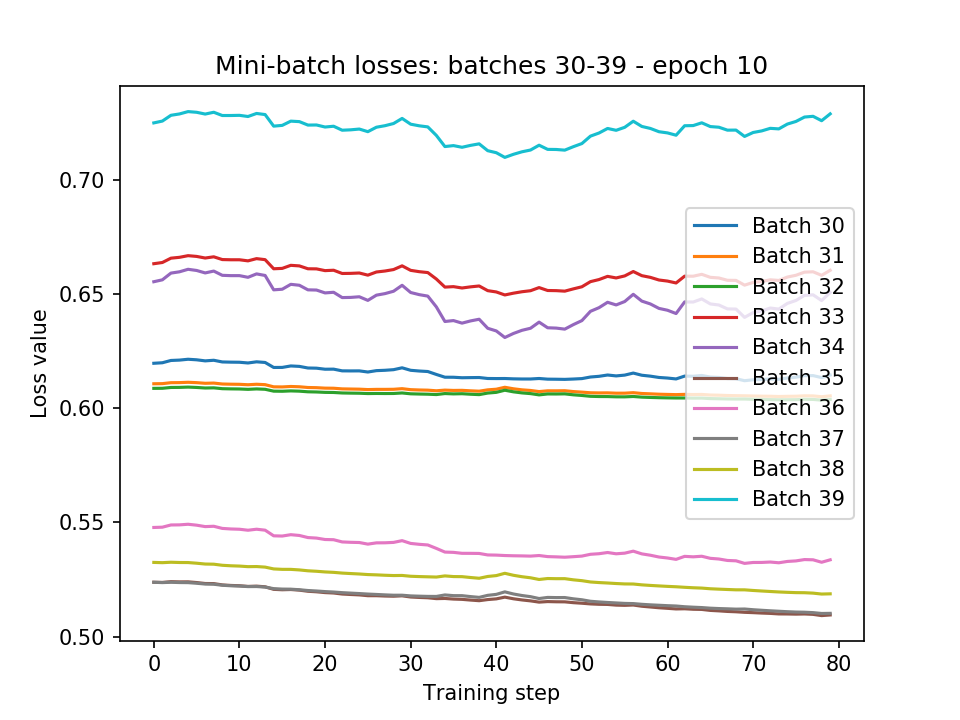 Mini-batch losses: batches 30-39 - epoch 10
Loss value
0.70
0.65
0.60
0.55
0.50
Batch 30
Batch 31
Batch 32
Batch 33
Batch 34
Batch 35
Batch 36
Batch 37
Batch 38
Batch 39
0 10 20 30 40 50 60 70 80
Training step